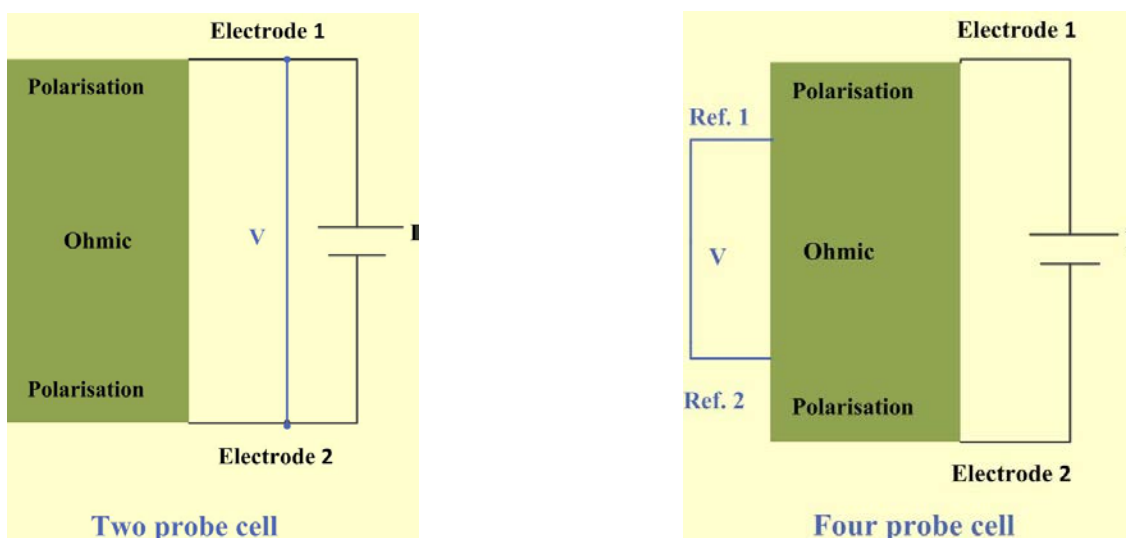 Electrode 1
Polarisation
Ohmic
V
Polarisation
Electrode 2
Two probe cell
Electrode 1
Polarisation
Ref. 1
Ohmic
V
Ref. 2
Polarisation
Electrode 2
Four probe cell